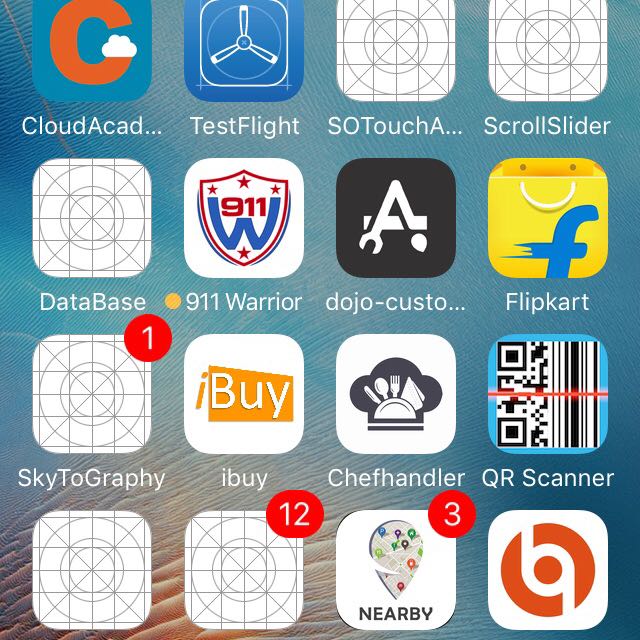 C
CloudAcad...
TestFlight
SOTouchA...
ScrollSlider
911
W
A
f
DataBase
911 Warrior
dojo-custo...
Flipkart
1
iBuy
SkyToGraphy
ibuy
Chefhandler
QR Scanner
12
3
NEARBY
b